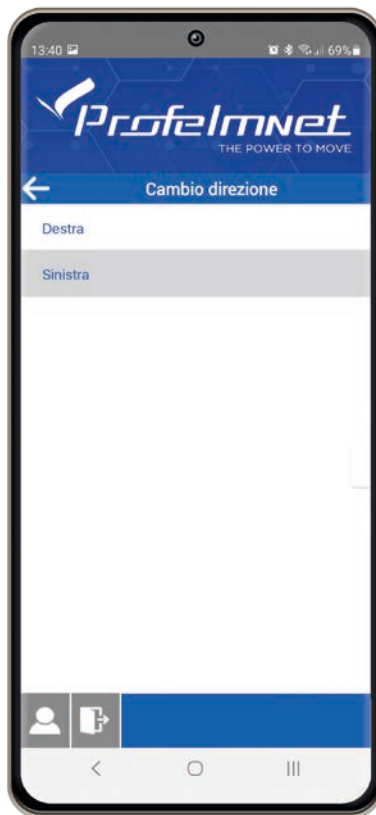 13:40
69%
Profelmnet
THE POWER TO MOVE
Cambio direzione
Destra
Sinistra